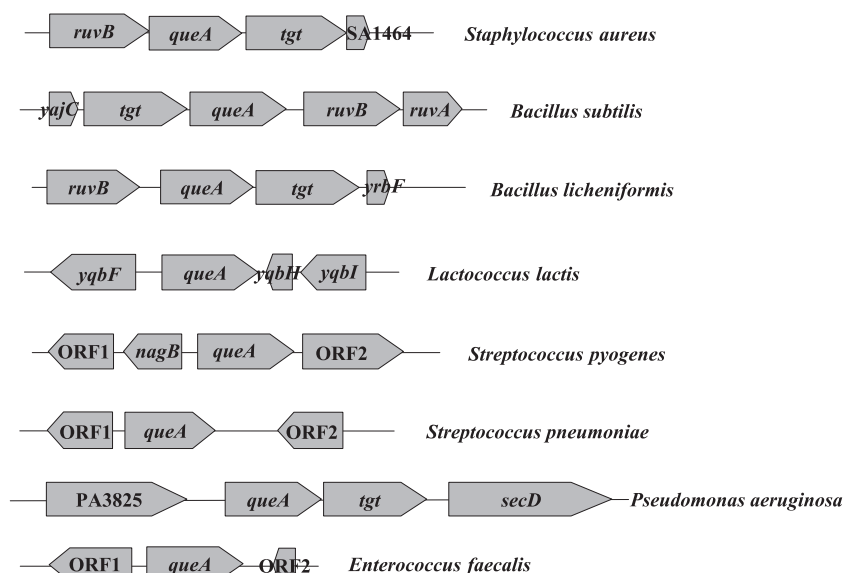 ruvB queA tgt SA1464 Staphylococcus aureus
yajC tgt queA ruvB ruvA Bacillus subtilis
ruvB queA tgt yrbF Bacillus licheniformis
yqbF queA yqbH yqbI Lactococcus lactis
ORF1 nagB queA ORF2 Streptococcus pyogenes
ORF1 queA ORF2 Streptococcus pneumoniae
PA3825 queA tgt secD Pseudomonas aeruginosa
ORF1 queA ORF2 Enterococcus faecalis